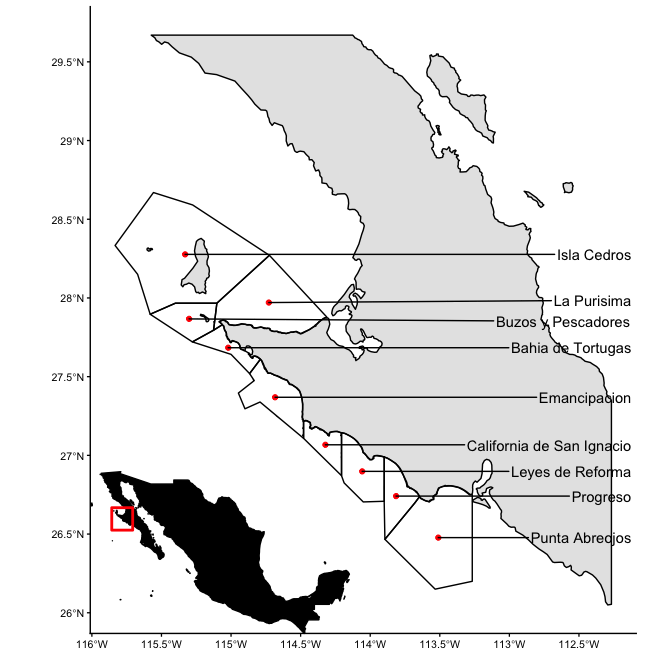 29.5°N
29°N
28.5°N
Isla Cedros
28°N
La Purisima
Buzos y Pescadores
Bahia de Tortugas
27.5°N
Emancipacion
California de San Ignacio
27°N
Leyes de Reforma
Progreso
26.5°N
Punta Abreojos
26°N
116°W 115.5°W 115°W 114.5°W 114°W 113.5°W 113°W 112.5°W